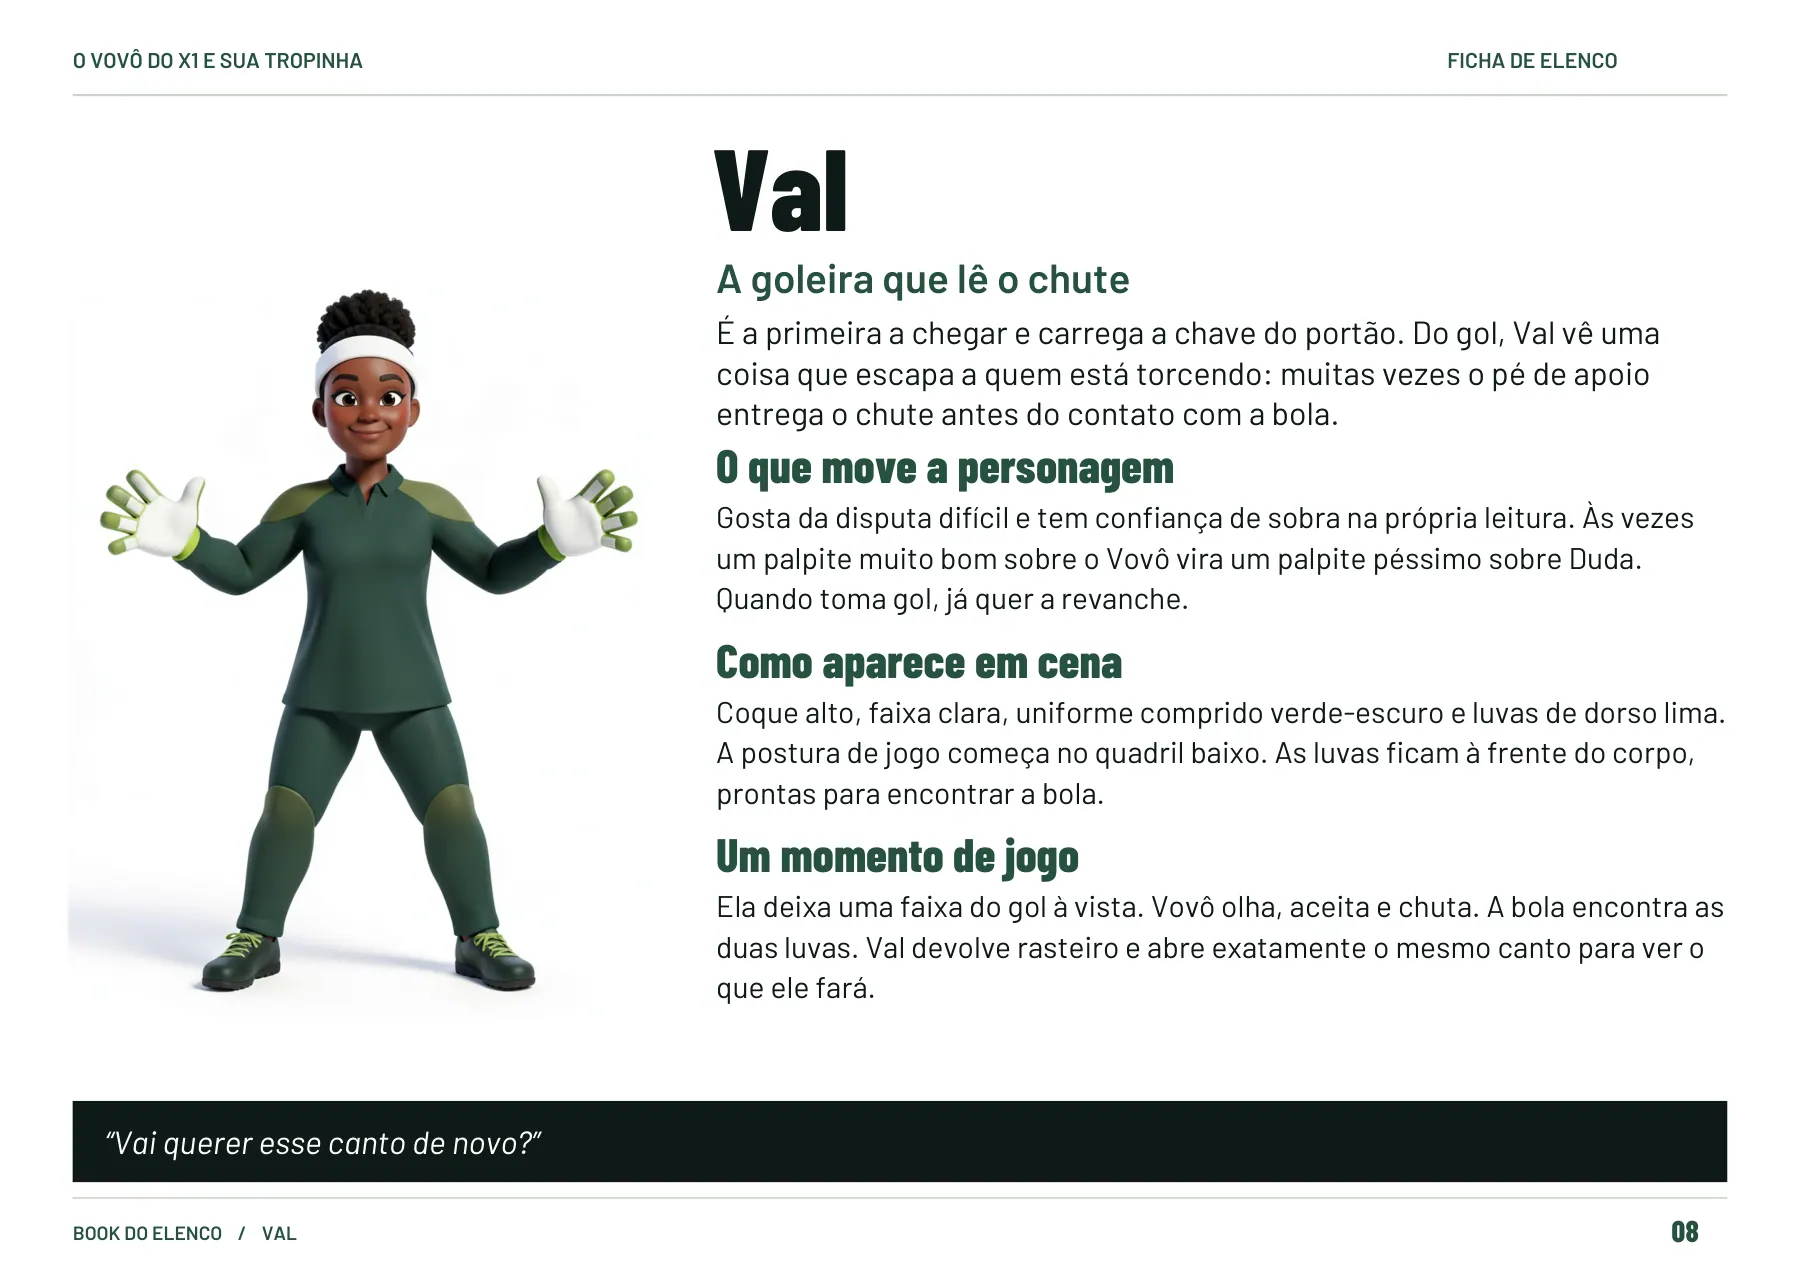 O VOVÔ DO X1 E SUA TROPINHA
FICHA DE ELENCO
Val
A goleira que lê o chute
É a primeira a chegar e carrega a chave do portão. Do gol, Val vê uma
coisa que escapa a quem está torcendo: muitas vezes o pé de apoio
entrega o chute antes do contato com a bola.
O que move a personagem
Gosta da disputa difícil e tem confiança de sobra na própria leitura. Às vezes
um palpite muito bom sobre o Vovô vira um palpite péssimo sobre Duda.
Quando toma gol, já quer a revanche.
Como aparece em cena
Coque alto, faixa clara, uniforme comprido verde-escuro e luvas de dorso lima.
A postura de jogo começa no quadril baixo. As luvas ficam à frente do corpo,
prontas para encontrar a bola.
Um momento de jogo
Ela deixa uma faixa do gol à vista. Vovô olha, aceita e chuta. A bola encontra as
duas luvas. Val devolve rasteiro e abre exatamente o mesmo canto para ver o
que ele fará.
“Vai querer esse canto de novo?”
BOOK DO ELENCO / VAL
08